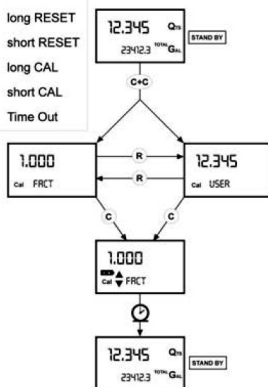 long RESET
short RESET
long CAL
short CAL
Time Out
12.345 QTS
23412.3 TOTAL GAL
STAND BY
C+C
1.000
Cal FACT
R
R
12.345
Cal USER
C
C
1.000
Cal FACT
12.345 QTS
23412.3 TOTAL GAL
STAND BY